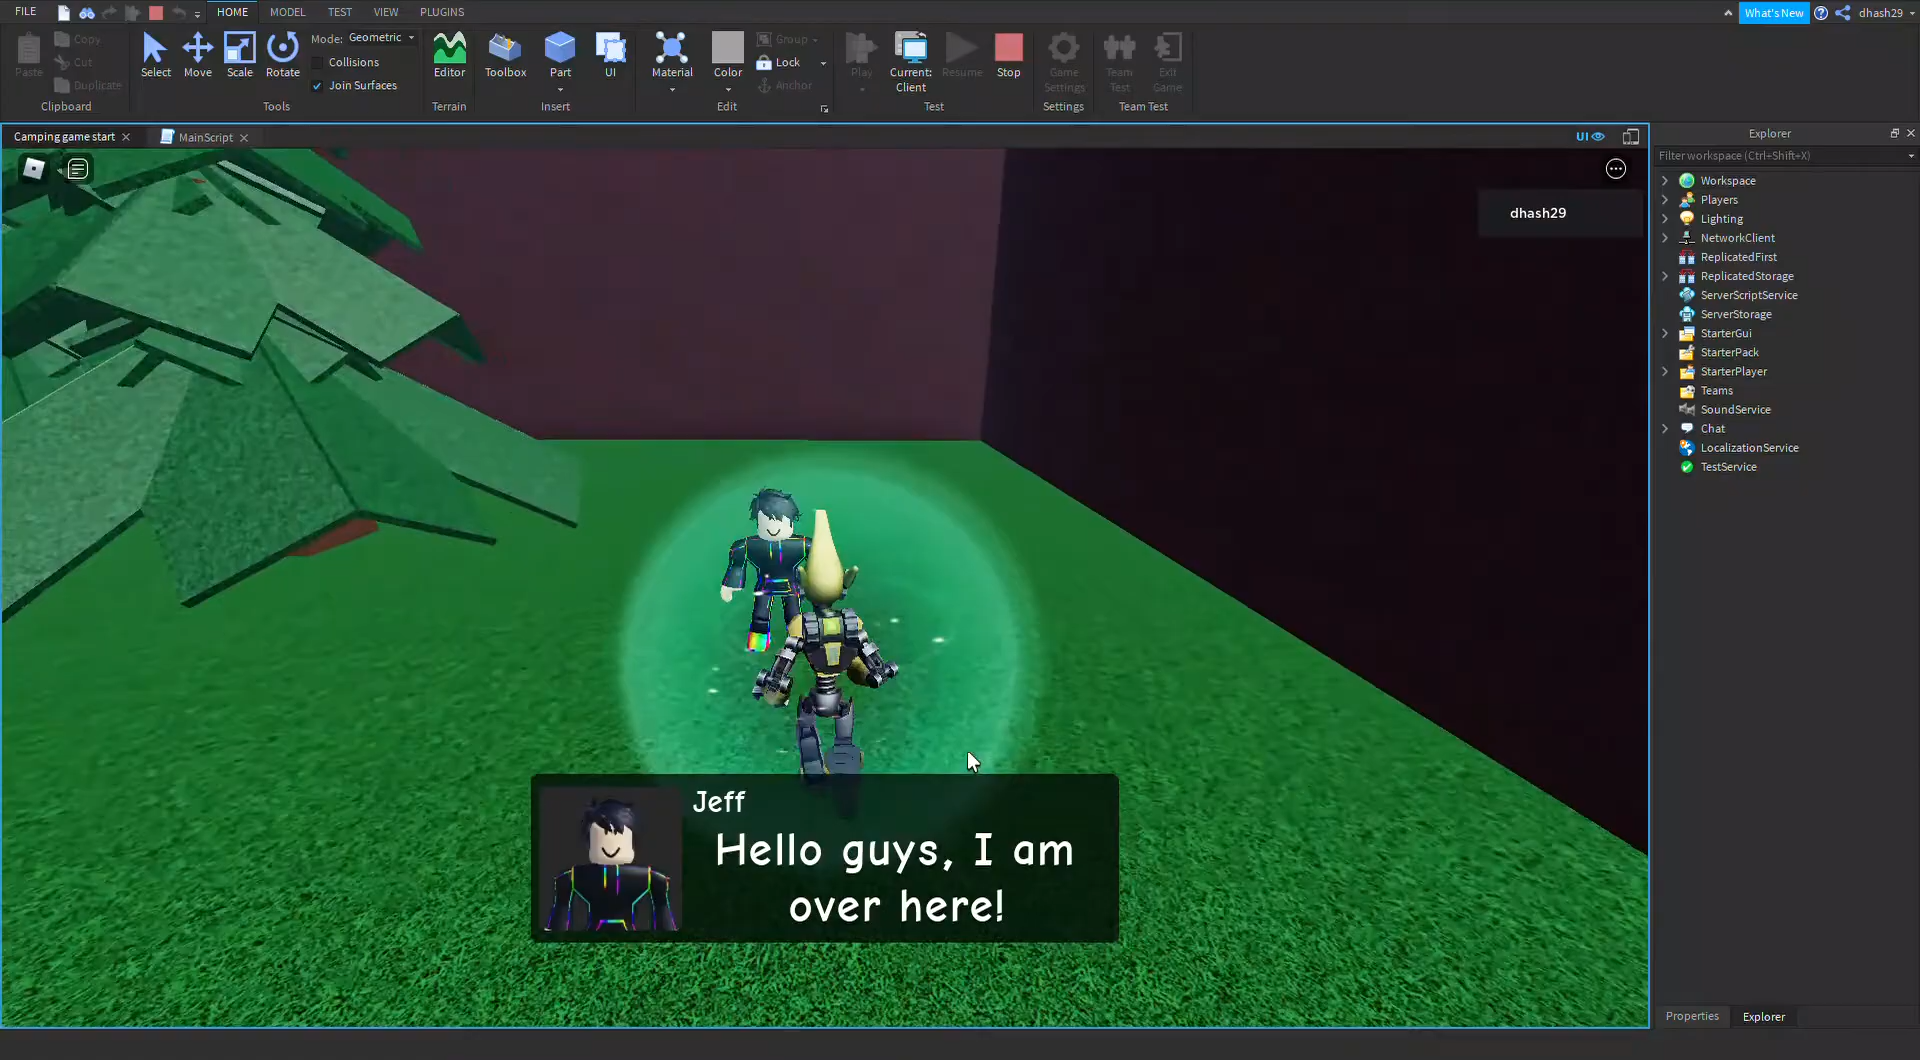 FILE
HOME
MODEL
TEST
VIEW
PLUGINS
What's New
dhash29
Paste
Copy
Cut
Duplicate
Clipboard
Select
Move
Scale
Rotate
Mode: Geometric
Collisions
Join Surfaces
Tools
Editor
Terrain
Toolbox
Part
UI
Insert
Material
Color
Group
Lock
Anchor
Edit
Play
Current:
Client
Resume
Stop
Test
Game
Settings
Settings
Team
Test
Exit
Game
Team Test
Camping game start
MainScript
UI
dhash29
Jeff
Hello guys, I am
over here!
Explorer
Filter workspace (Ctrl+Shift+X)
Workspace
Players
Lighting
NetworkClient
ReplicatedFirst
ReplicatedStorage
ServerScriptService
ServerStorage
StarterGui
StarterPack
StarterPlayer
Teams
SoundService
Chat
LocalizationService
TestService
Properties
Explorer